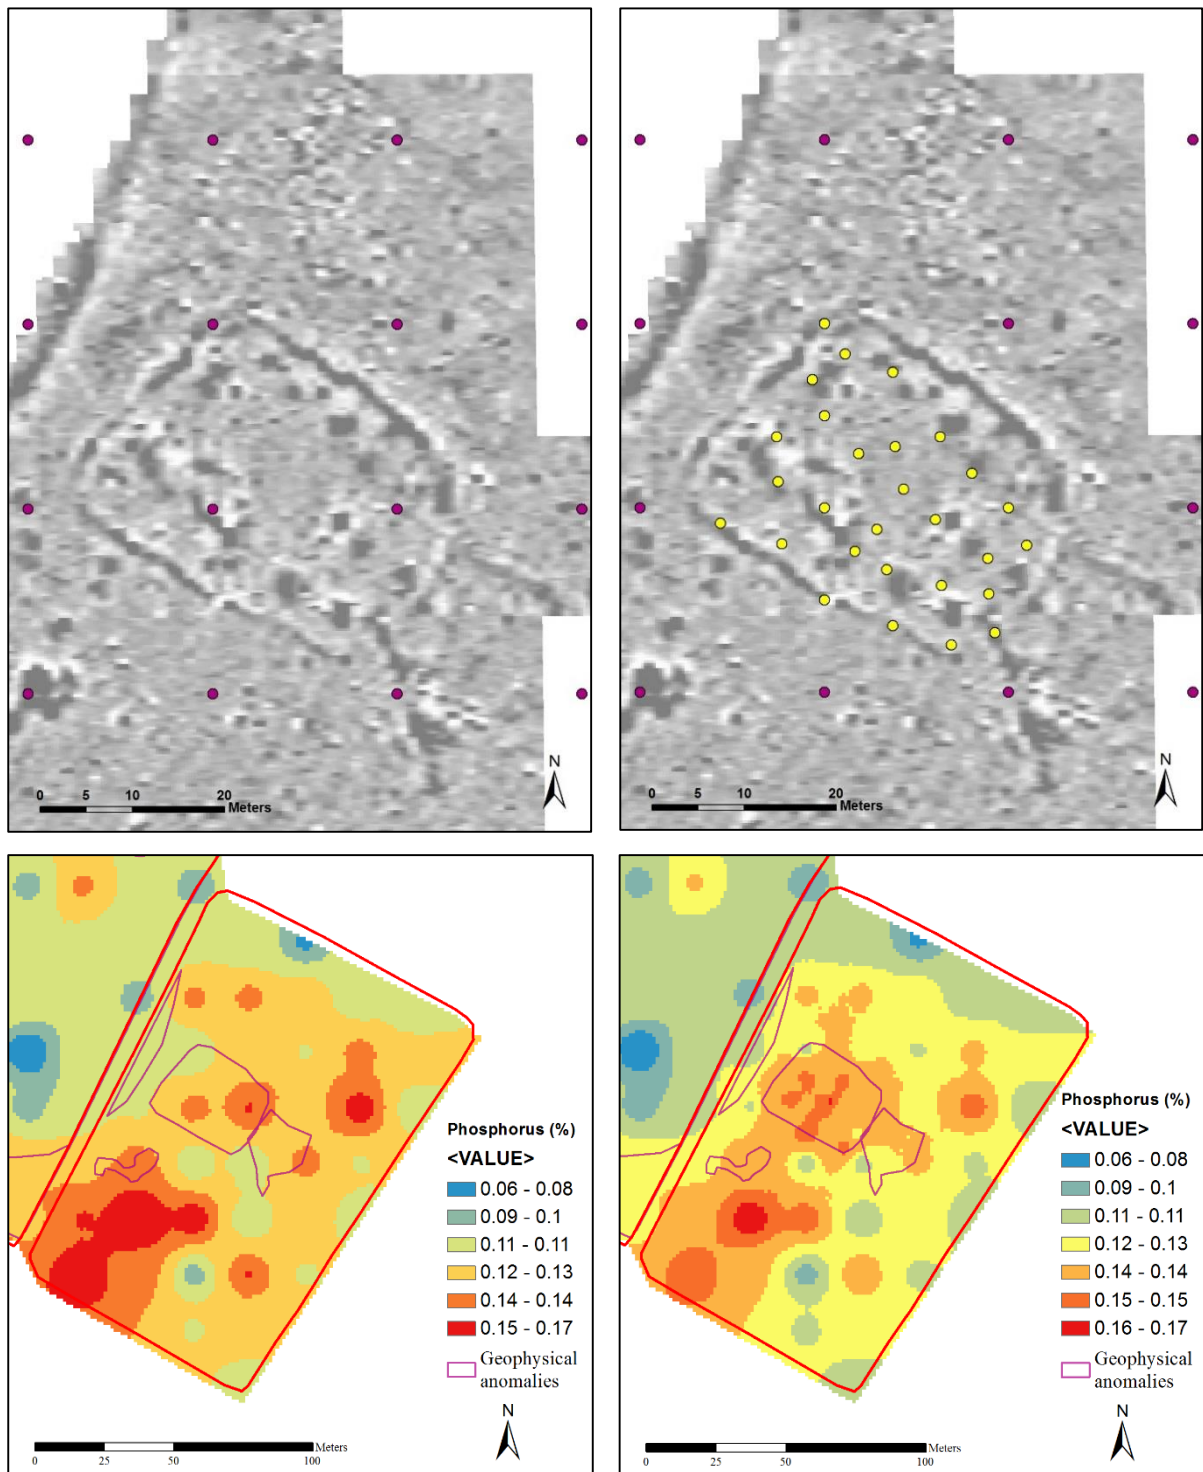 N
0 5 10 20
Meters
N
0 5 10 20
Meters
Phosphorus (%)
<VALUE>
0.06 - 0.08
0.09 - 0.1
0.11 - 0.11
0.12 - 0.13
0.14 - 0.14
0.15 - 0.17
Geophysical
anomalies
N
0 25 50 100
Meters
Phosphorus (%)
<VALUE>
0.06 - 0.08
0.09 - 0.1
0.11 - 0.11
0.12 - 0.13
0.14 - 0.14
0.15 - 0.15
0.16 - 0.17
Geophysical
anomalies
N
0 25 50 100
Meters